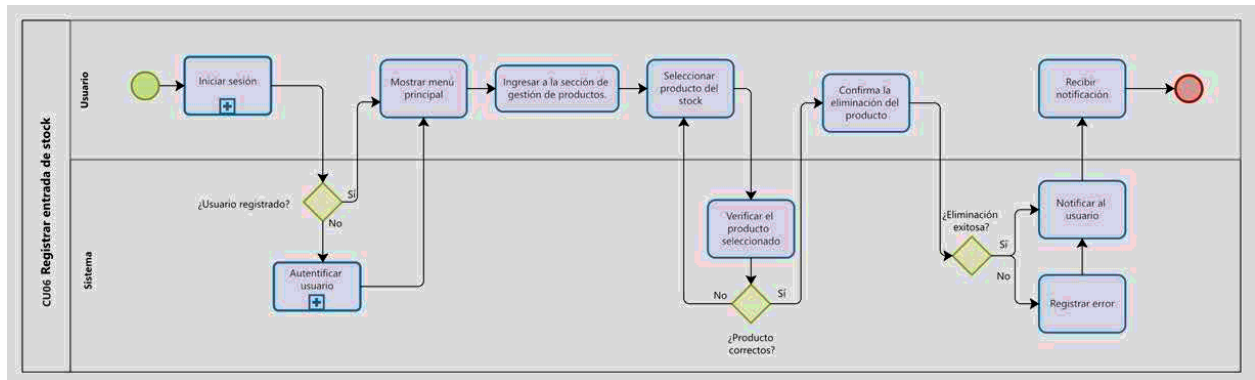 CU06 Registrar entrada de stock
Usuario
Iniciar sesión
Mostrar menú
principal
Ingresar a la sección de
gestión de productos.
Seleccionar
producto del
stock
Confirma la
eliminación del
producto
Recibir
notificación
Sistema
¿Usuario registrado?
Sí
No
Autentificar
usuario
Verificar el
producto
seleccionado
No
Sí
¿Producto
correctos?
¿Eliminación
exitosa?
Sí
No
Notificar al
usuario
Registrar error